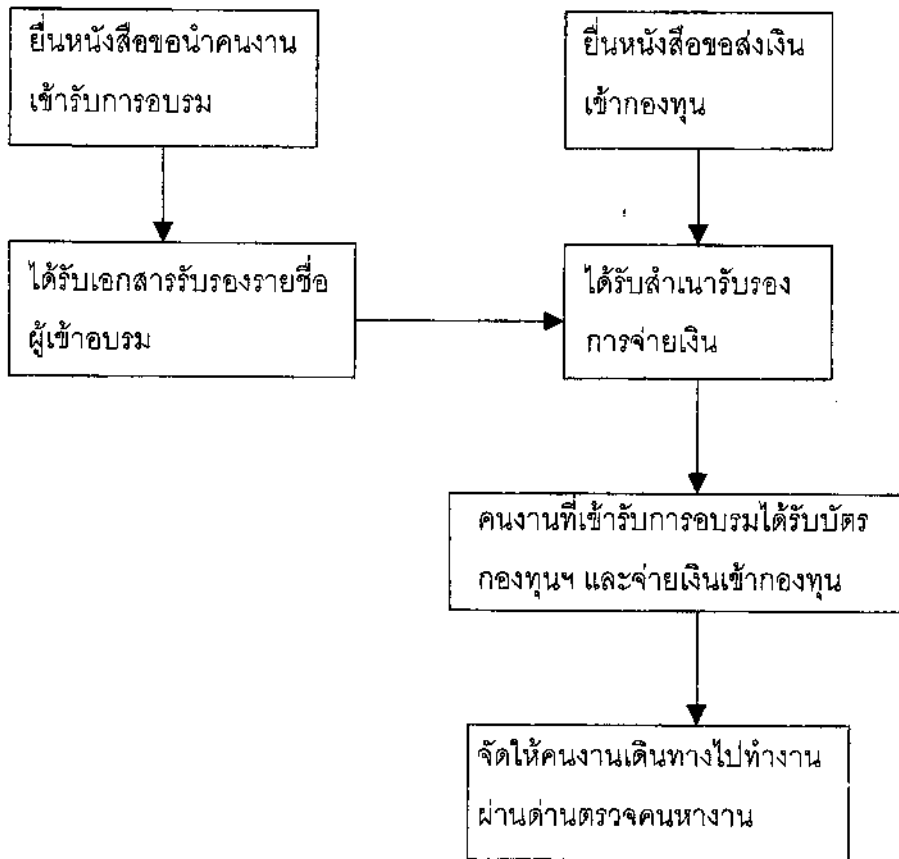 ยื่นหนังสือขอนำคนงาน
เข้ารับการอบรม
ยื่นหนังสือขอส่งเงิน
เข้ากองทุน
ได้รับเอกสารรับรองรายชื่อ
ผู้เข้าอบรม
ได้รับสำเนารับรอง
การจ่ายเงิน
คนงานที่เข้ารับการอบรมได้รับบัตร
กองทุนฯ และจ่ายเงินเข้ากองทุน
จัดให้คนงานเดินทางไปทำงาน
ผ่านด่านตรวจคนหางาน